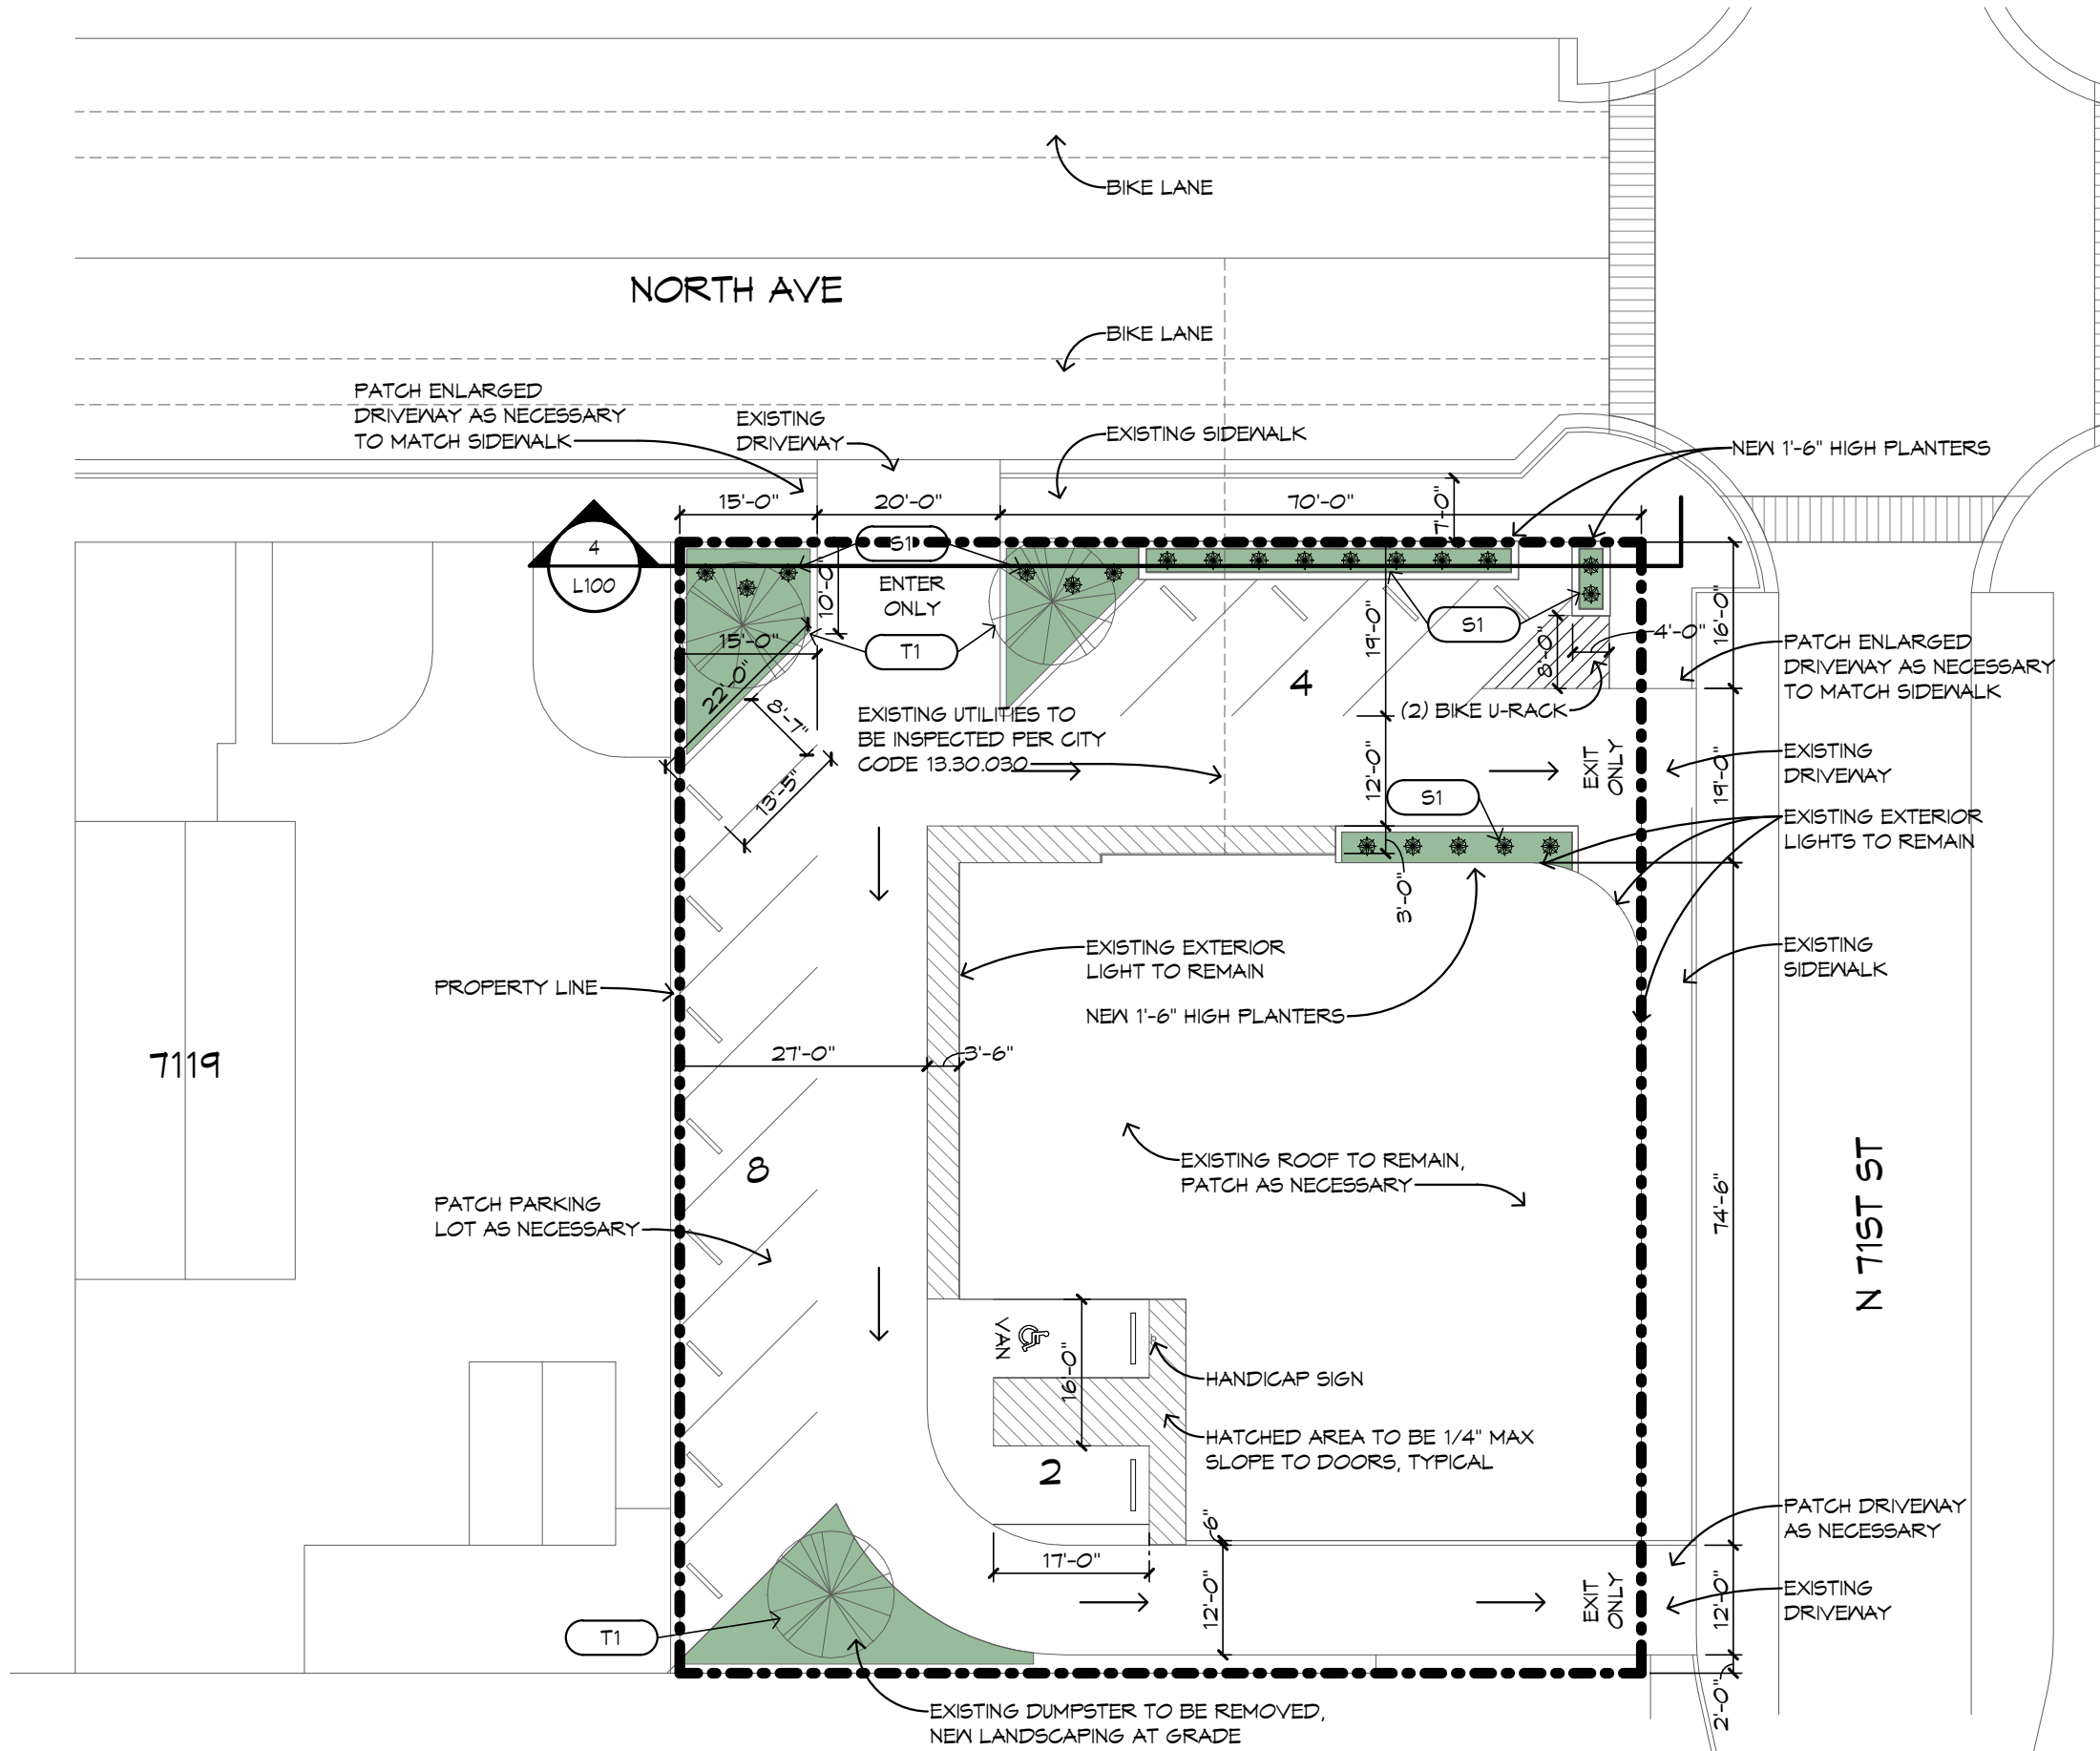 BIKE LANE
NORTH AVE
BIKE LANE
PATCH ENLARGED
DRIVEWAY AS NECESSARY
TO MATCH SIDEWALK
EXISTING
DRIVEWAY
EXISTING SIDEWALK
NEW 1'-6" HIGH PLANTERS
15'-0"
20'-0"
70'-0"
7'-0"
4
L100
S1
ENTER
ONLY
10'-0"
T1
15'-0"
22'-0"
8'-7"
13'-5"
19'-0"
S1
8'-0"
4'-0"
16'-0"
PATCH ENLARGED
DRIVEWAY AS NECESSARY
TO MATCH SIDEWALK
4
(2) BIKE U-RACK
EXISTING UTILITIES TO
BE INSPECTED PER CITY
CODE 13.30.030
12'-0"
EXIT
ONLY
19'-0"
EXISTING
DRIVEWAY
S1
EXISTING EXTERIOR
LIGHTS TO REMAIN
3'-0"
EXISTING EXTERIOR
LIGHT TO REMAIN
EXISTING
SIDEWALK
PROPERTY LINE
NEW 1'-6" HIGH PLANTERS
7119
27'-0"
3'-6"
8
EXISTING ROOF TO REMAIN,
PATCH AS NECESSARY
74'-6"
N 71ST ST
PATCH PARKING
LOT AS NECESSARY
VAN
16'-0"
HANDICAP SIGN
HATCHED AREA TO BE 1/4" MAX
SLOPE TO DOORS, TYPICAL
2
6"
17'-0"
12'-0"
EXIT
ONLY
12'-0"
PATCH DRIVEWAY
AS NECESSARY
EXISTING
DRIVEWAY
T1
2'-0"
EXISTING DUMPSTER TO BE REMOVED,
NEW LANDSCAPING AT GRADE